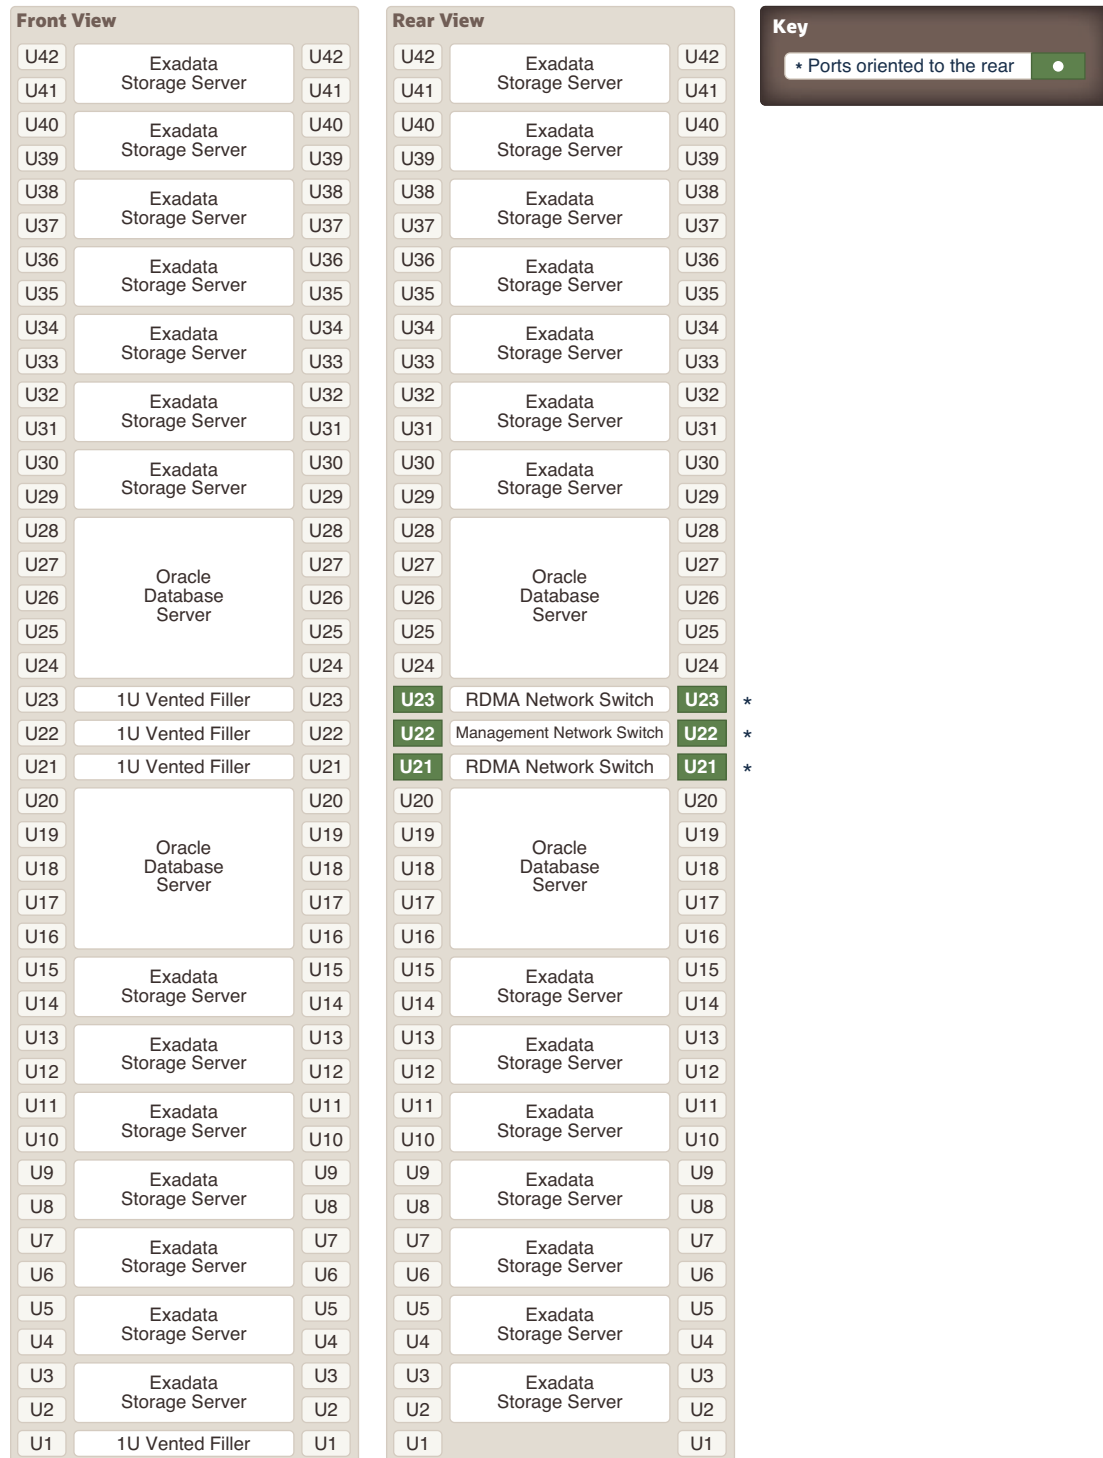 Front View
U42 Exadata U42
U41 Storage Server U41
U40 Exadata U40
U39 Storage Server U39
U38 Exadata U38
U37 Storage Server U37
U36 Exadata U36
U35 Storage Server U35
U34 Exadata U34
U33 Storage Server U33
U32 Exadata U32
U31 Storage Server U31
U30 Exadata U30
U29 Storage Server U29
U28 U28
U27 Oracle U27
U26 Database U26
U25 Server U25
U24 U24
U23 1U Vented Filler U23
U22 1U Vented Filler U22
U21 1U Vented Filler U21
U20 U20
U19 Oracle U19
U18 Database U18
U17 Server U17
U16 U16
U15 Exadata U15
U14 Storage Server U14
U13 Exadata U13
U12 Storage Server U12
U11 Exadata U11
U10 Storage Server U10
U9 Exadata U9
U8 Storage Server U8
U7 Exadata U7
U6 Storage Server U6
U5 Exadata U5
U4 Storage Server U4
U3 Exadata U3
U2 Storage Server U2
U1 1U Vented Filler U1
Rear View
U42 Exadata U42
U41 Storage Server U41
U40 Exadata U40
U39 Storage Server U39
U38 Exadata U38
U37 Storage Server U37
U36 Exadata U36
U35 Storage Server U35
U34 Exadata U34
U33 Storage Server U33
U32 Exadata U32
U31 Storage Server U31
U30 Exadata U30
U29 Storage Server U29
U28 U28
U27 Oracle U27
U26 Database U26
U25 Server U25
U24 U24
U23 RDMA Network Switch U23 *
U22 Management Network Switch U22 *
U21 RDMA Network Switch U21 *
U20 U20
U19 Oracle U19
U18 Database U18
U17 Server U17
U16 U16
U15 Exadata U15
U14 Storage Server U14
U13 Exadata U13
U12 Storage Server U12
U11 Exadata U11
U10 Storage Server U10
U9 Exadata U9
U8 Storage Server U8
U7 Exadata U7
U6 Storage Server U6
U5 Exadata U5
U4 Storage Server U4
U3 Exadata U3
U2 Storage Server U2
U1 U1
Key
* Ports oriented to the rear